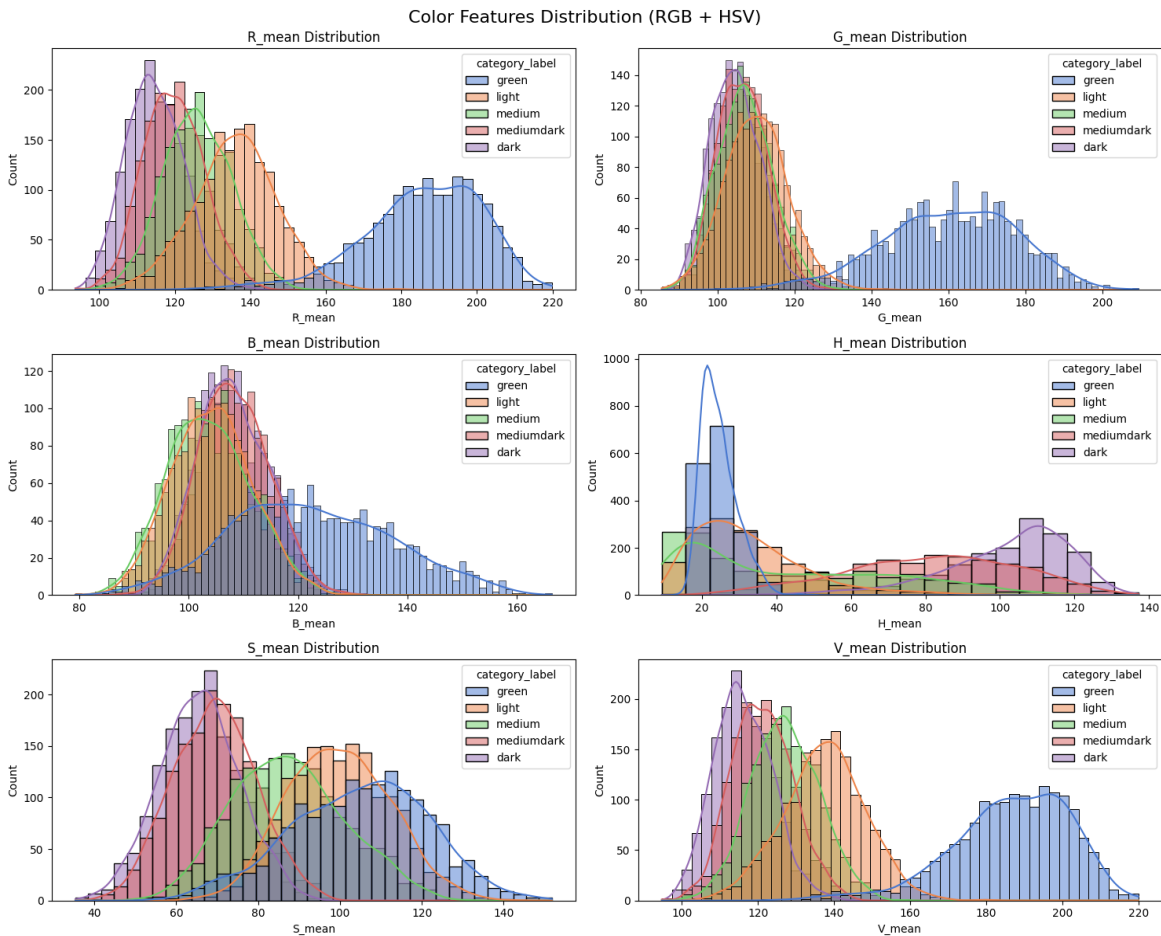 Color Features Distribution (RGB + HSV)
R_mean Distribution
category_label
green
light
medium
mediumdark
dark
Count
200
150
100
50
0
100 120 140 160 180 200 220
R_mean
G_mean Distribution
category_label
green
light
medium
mediumdark
dark
Count
140
120
100
80
60
40
20
0
80 100 120 140 160 180 200
G_mean
B_mean Distribution
category_label
green
light
medium
mediumdark
dark
Count
120
100
80
60
40
20
0
80 100 120 140 160
B_mean
H_mean Distribution
category_label
green
light
medium
mediumdark
dark
Count
1000
800
600
400
200
0
20 40 60 80 100 120 140
H_mean
S_mean Distribution
category_label
green
light
medium
mediumdark
dark
Count
200
150
100
50
0
40 60 80 100 120 140
S_mean
V_mean Distribution
category_label
green
light
medium
mediumdark
dark
Count
200
150
100
50
0
100 120 140 160 180 200 220
V_mean